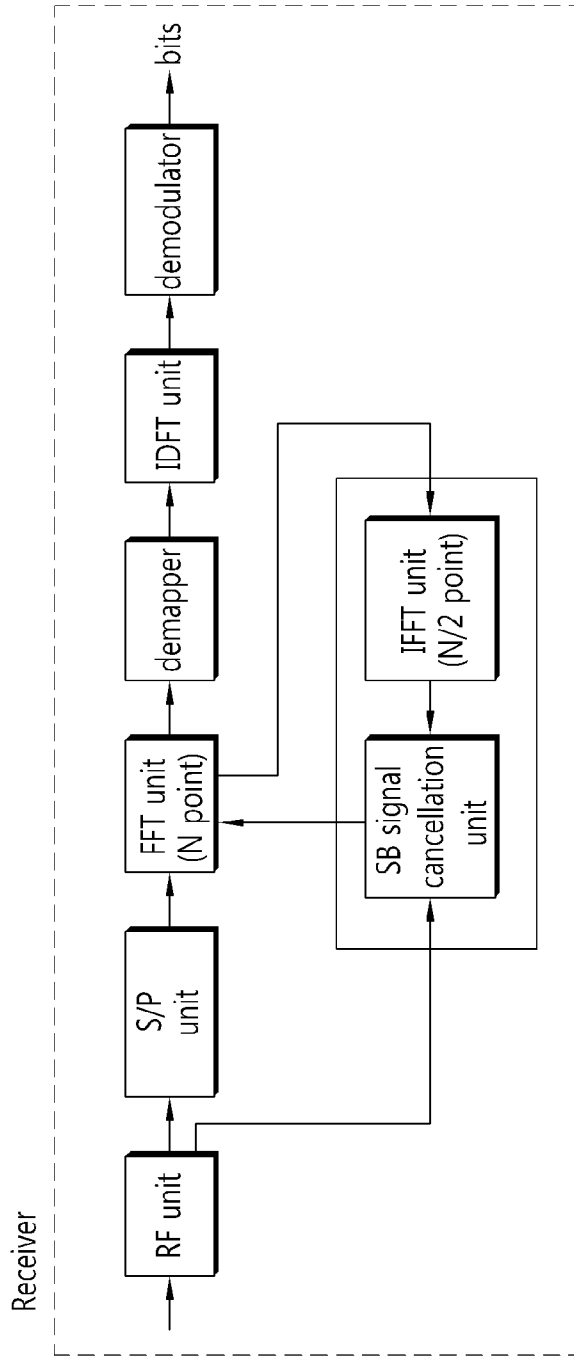 Receiver
RF unit
S/P
unit
FFT unit
(N point)
demapper
IDFT unit
demodulator
bits
SB signal
cancellation
unit
IFFT unit
(N/2 point)